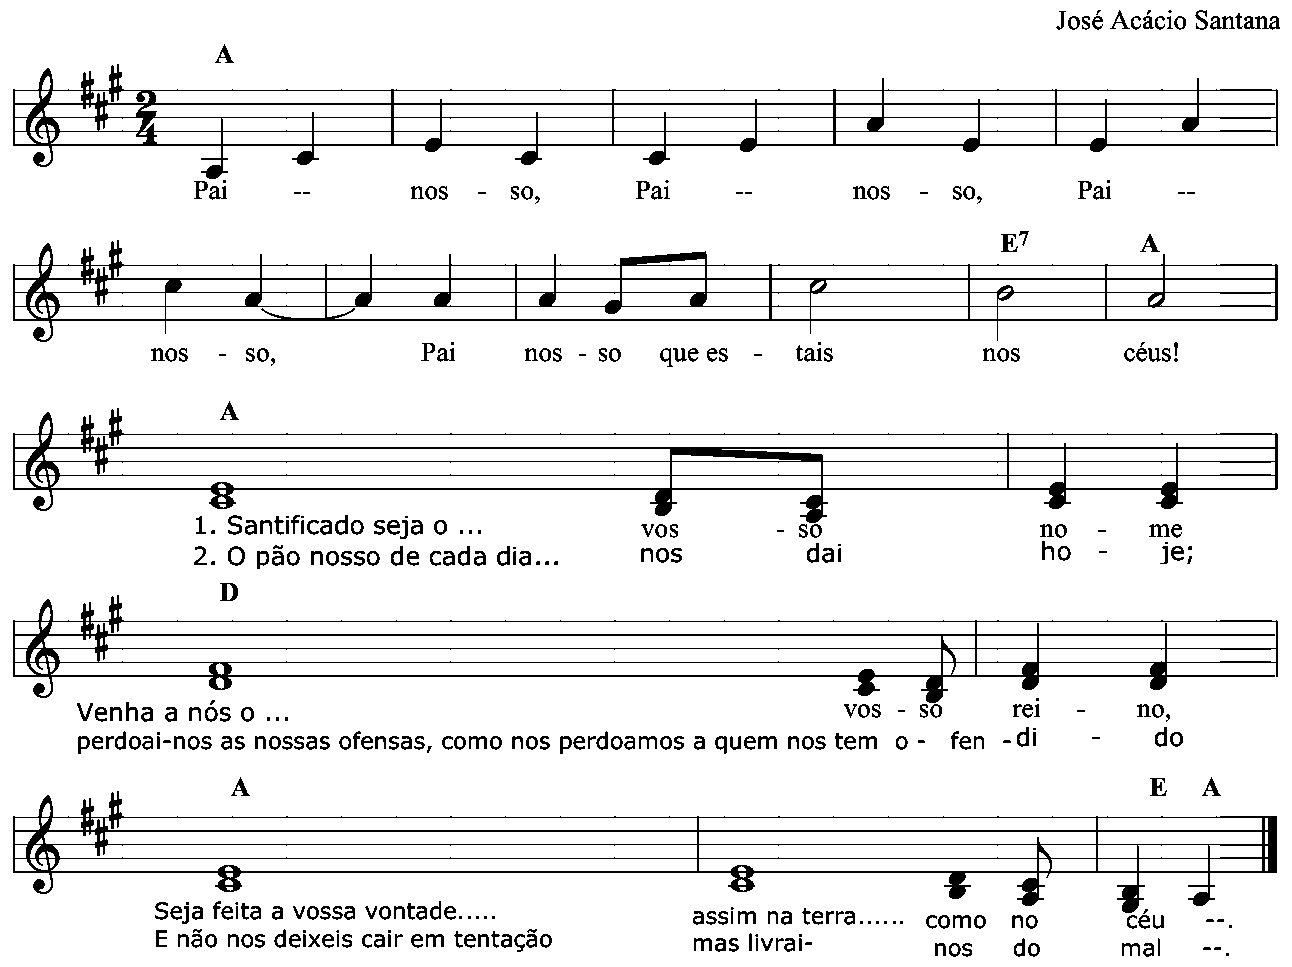 José Acácio Santana
A
2/4
Pai -- nos - so, Pai -- nos - so, Pai --
E7 A
nos - so, Pai nos - so que es - tais nos céus!
A
1. Santificado seja o ... vos - so no - me
2. O pão nosso de cada dia... nos dai ho - je;
D
Venha a nós o ... vos - so rei - no,
perdoai-nos as nossas ofensas, como nos perdoamos a quem nos tem o - fen - di - do
A E A
Seja feita a vossa vontade..... assim na terra...... como no céu --.
E não nos deixeis cair em tentação mas livrai- nos do mal --.